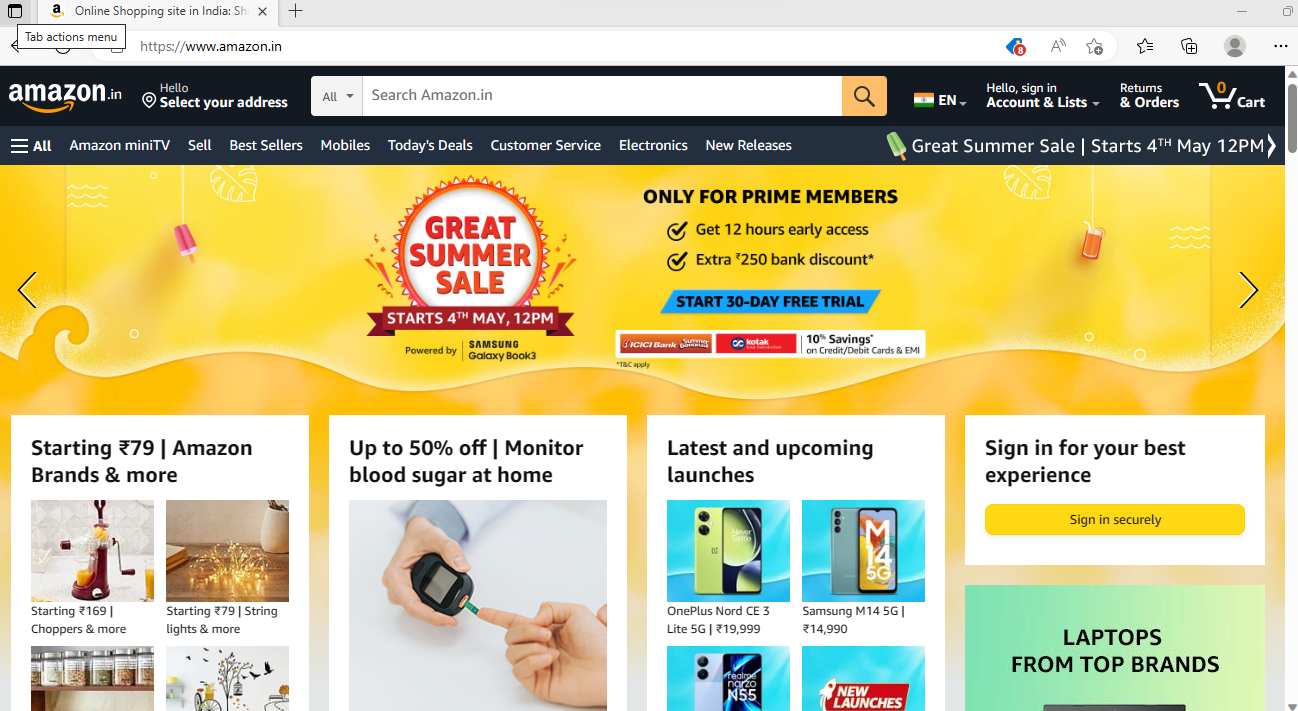 Online Shopping site in India: Sh
Tab actions menu
https://www.amazon.in
8
amazon.in
Hello
Select your address
All
Search Amazon.in
EN
Hello, sign in
Account & Lists
Returns
& Orders
0
Cart
All
Amazon miniTV
Sell
Best Sellers
Mobiles
Today's Deals
Customer Service
Electronics
New Releases
Great Summer Sale | Starts 4TH May 12PM
GREAT
SUMMER
SALE
STARTS 4TH MAY, 12PM
Powered by
SAMSUNG
Galaxy Book3
ONLY FOR PRIME MEMBERS
Get 12 hours early access
Extra ₹250 bank discount*
START 30-DAY FREE TRIAL
ICICI Bank
Summer
Bonanza
kotak
10% Savings*
on Credit/Debit Cards & EMI
*T&C apply
Starting ₹79 | Amazon
Brands & more
Starting ₹169 |
Choppers & more
Starting ₹79 | String
lights & more
Up to 50% off | Monitor
blood sugar at home
Latest and upcoming
launches
Never
Settle
OnePlus Nord CE 3
Lite 5G | ₹19,999
M
14
5G
Samsung M14 5G |
₹14,990
realme
narzo
N55
NEW
LAUNCHES
Sign in for your best
experience
Sign in securely
LAPTOPS
FROM TOP BRANDS